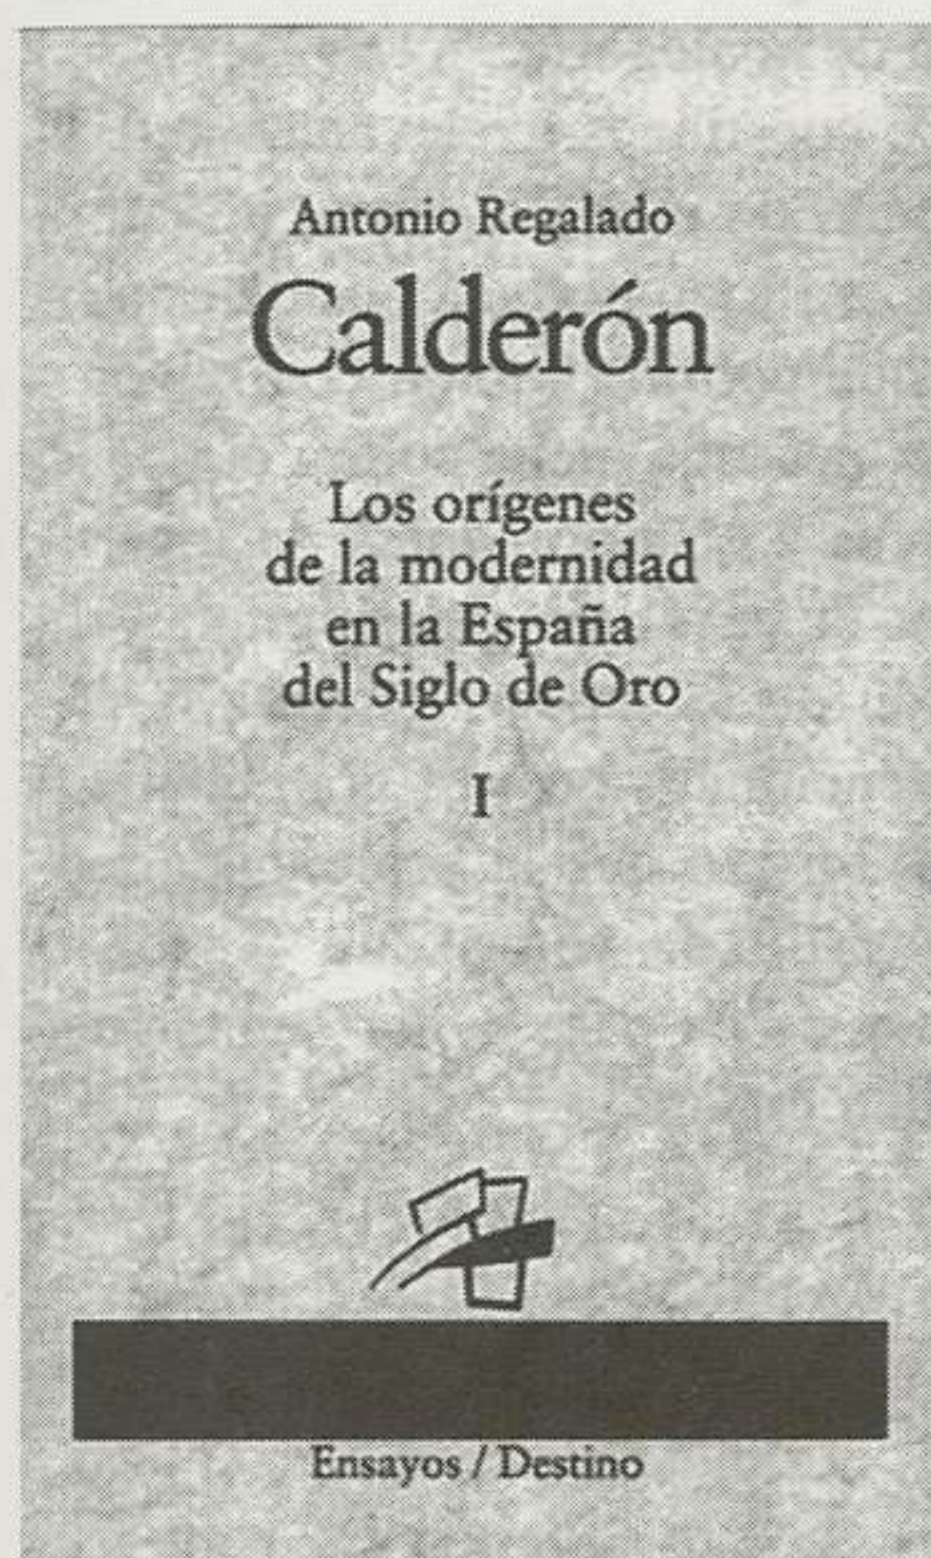 Antonio Regalado
Calderón
Los orígenes
de la modernidad
en la España
del Siglo de Oro
I
Ensayos / Destino